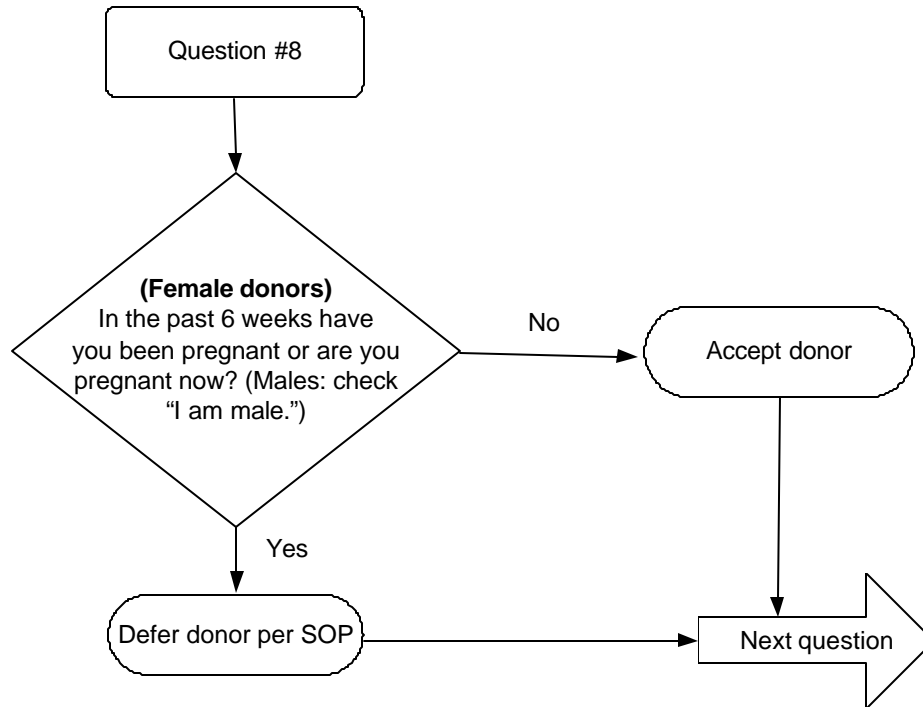 Question #8
(Female donors)
In the past 6 weeks have
you been pregnant or are you
pregnant now? (Males: check
“I am male.”)
No
Accept donor
Yes
Defer donor per SOP
Next question